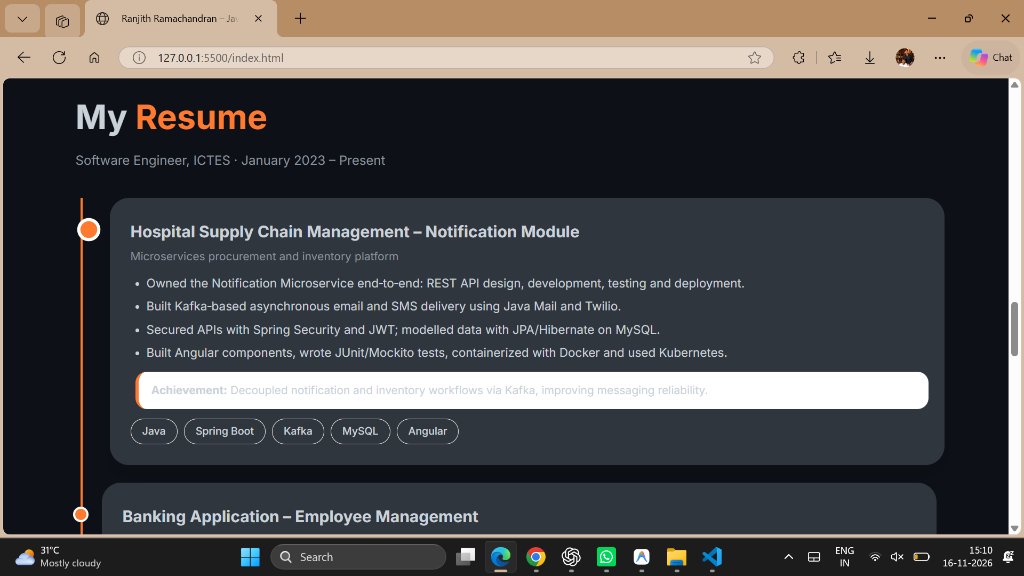 Ranjith Ramachandran – Jav
127.0.0.1:5500/index.html
Chat
My Resume
Software Engineer, ICTES · January 2023 – Present
Hospital Supply Chain Management – Notification Module
Microservices procurement and inventory platform
• Owned the Notification Microservice end-to-end: REST API design, development, testing and deployment.
• Built Kafka-based asynchronous email and SMS delivery using Java Mail and Twilio.
• Secured APIs with Spring Security and JWT; modelled data with JPA/Hibernate on MySQL.
• Built Angular components, wrote JUnit/Mockito tests, containerized with Docker and used Kubernetes.
Achievement: Decoupled notification and inventory workflows via Kafka, improving messaging reliability.
Java Spring Boot Kafka MySQL Angular
Banking Application – Employee Management
31°C
Mostly cloudy
Search
ENG
IN
15:10
16-11-2026